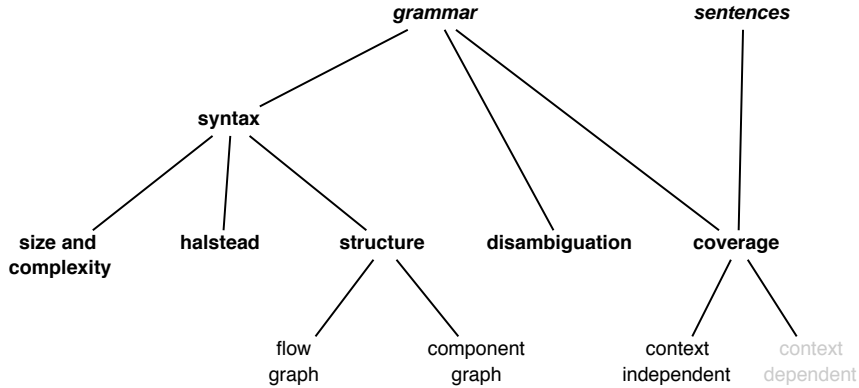 grammar
sentences
syntax
size and
complexity
halstead
structure
disambiguation
coverage
flow
graph
component
graph
context
independent
context
dependent